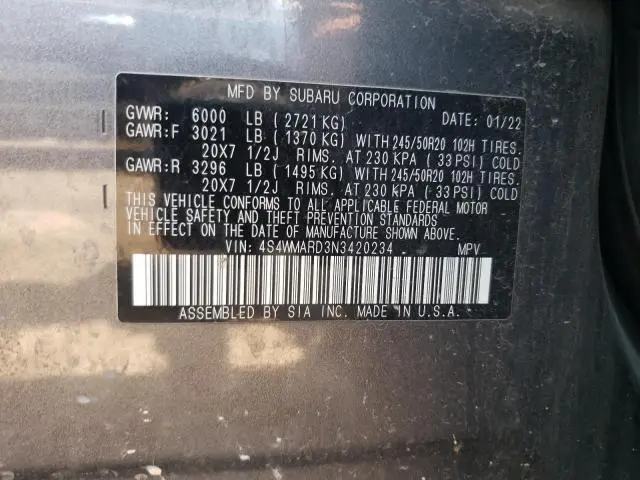 MFD BY SUBARU CORPORATION DATE: 01/22
GVWR: 6000 LB (2721 KG)
GAWR:F 3021 LB (1370 KG) WITH 245/50R20 102H TIRES.
20X7 1/2J RIMS. AT 230 KPA (33 PSI) COLD
GAWR:R 3296 LB (1495 KG) WITH 245/50R20 102H TIRES.
20X7 1/2J RIMS. AT 230 KPA (33 PSI) COLD
THIS VEHICLE CONFORMS TO ALL APPLICABLE FEDERAL MOTOR
VEHICLE SAFETY AND THEFT PREVENTION STANDARDS
IN EFFECT ON THE DATE OF MANUFACTURE SHOWN ABOVE.
VIN: 4S4WMARD3N3420234 MPV
ASSEMBLED BY SIA INC. MADE IN U.S.A.